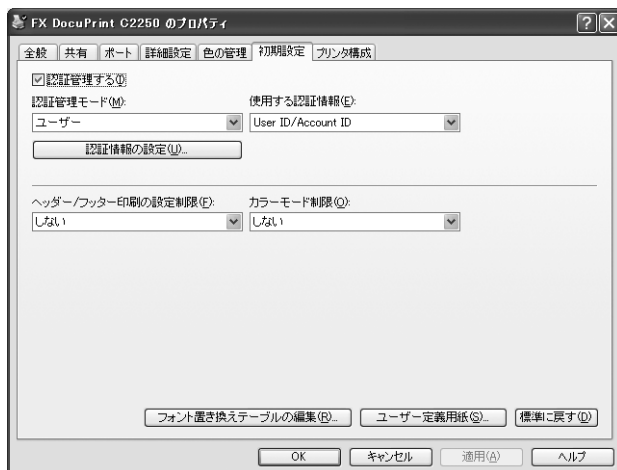 FX DocuPrint C2250 のプロパティ
全般 共有 ポート 詳細設定 色の管理 初期設定 プリンタ構成
認証管理する(I)
認証管理モード(M): 使用する認証情報(E):
ユーザー User ID/Account ID
認証情報の設定(U)...
ヘッダー/フッター印刷の設定制限(F): カラーモード制限(O):
しない しない
フォント置き換えテーブルの編集(R)... ユーザー定義用紙(S)... 標準に戻す(D)
OK キャンセル 適用(A) ヘルプ